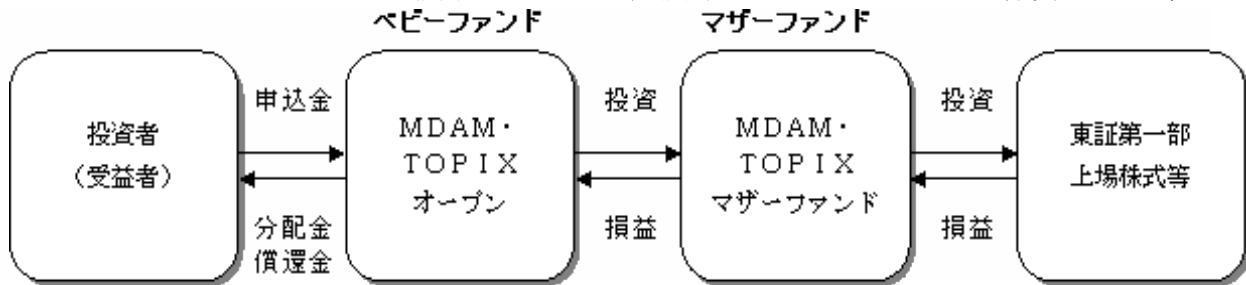 ベビーファンド
マザーファンド
投資者
（受益者）
申込金
分配金
償還金
ＭＤＡＭ・
ＴＯＰＩＸ
オープン
投資
損益
ＭＤＡＭ・
ＴＯＰＩＸ
マザーファンド
投資
損益
東証第一部
上場株式等